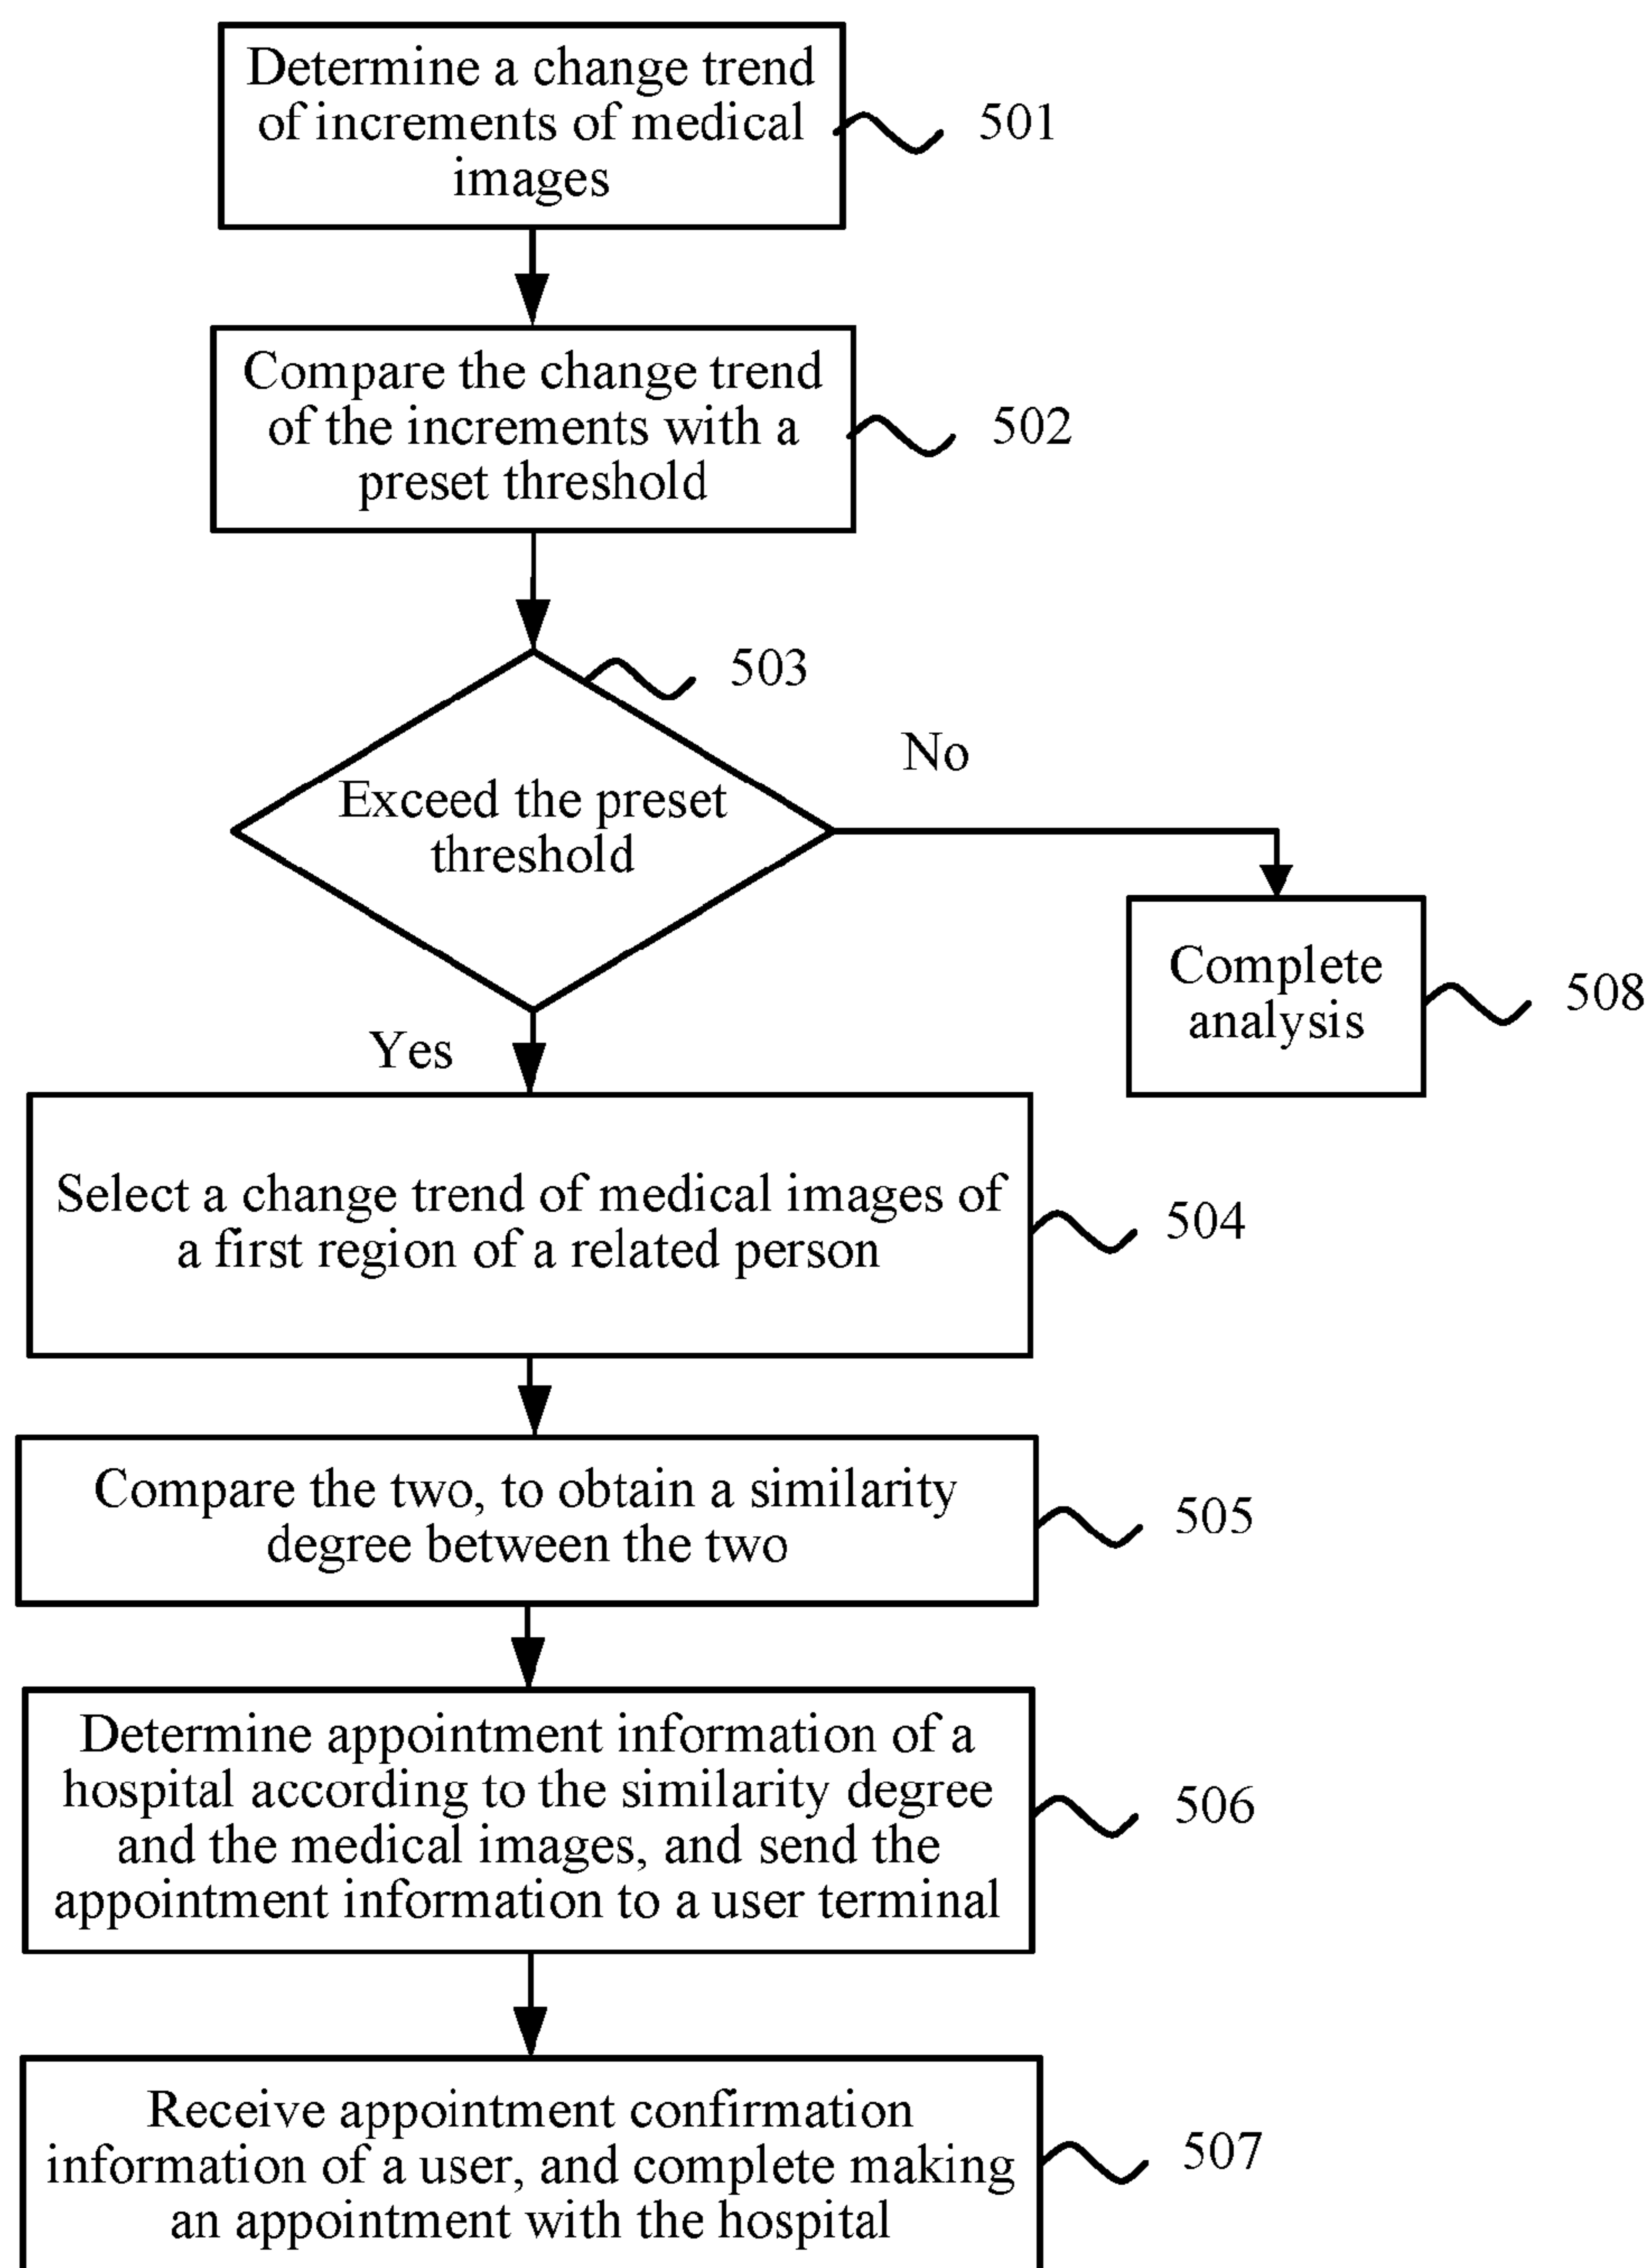 Determine a change trend
of increments of medical
images
501
Compare the change trend
of the increments with a
preset threshold
502
503
Exceed the preset
threshold
No
Complete
analysis
508
Yes
Select a change trend of medical images of
a first region of a related person
504
Compare the two, to obtain a similarity
degree between the two
505
Determine appointment information of a
hospital according to the similarity degree
and the medical images, and send the
appointment information to a user terminal
506
Receive appointment confirmation
information of a user, and complete making
an appointment with the hospital
507